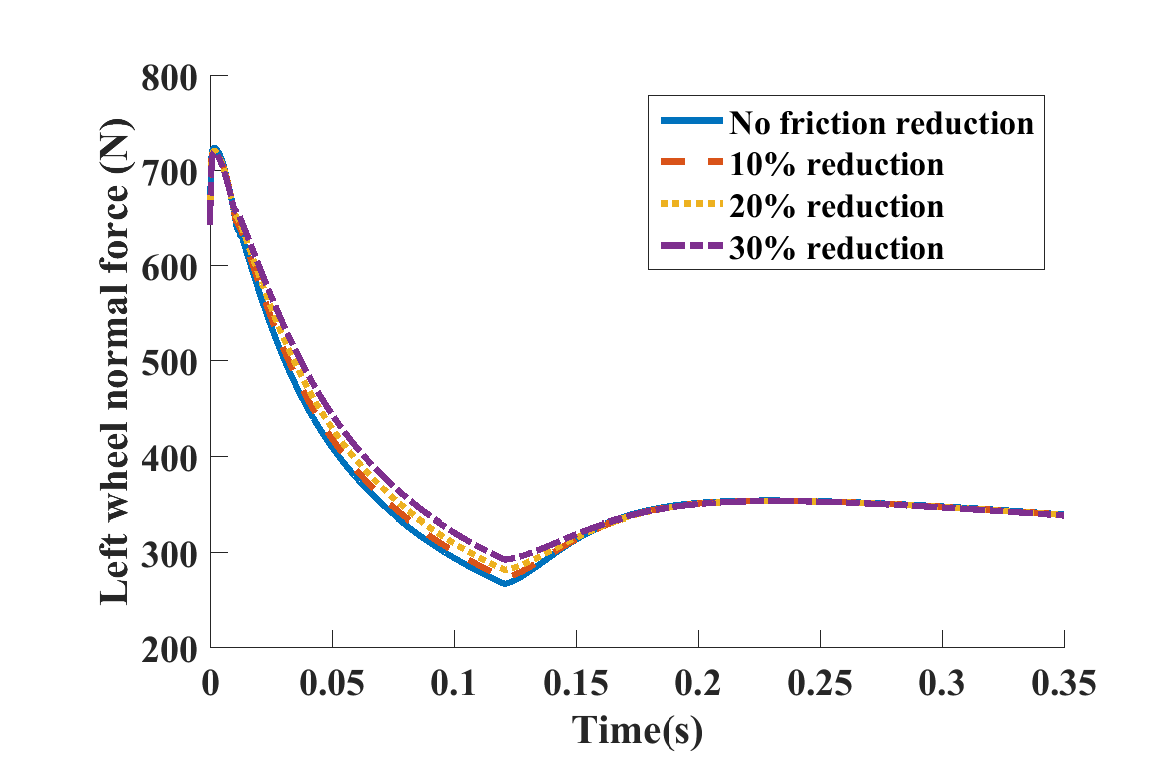 800
700
600
500
400
300
200
Left wheel normal force (N)
No friction reduction
10% reduction
20% reduction
30% reduction
0 0.05 0.1 0.15 0.2 0.25 0.3 0.35
Time(s)